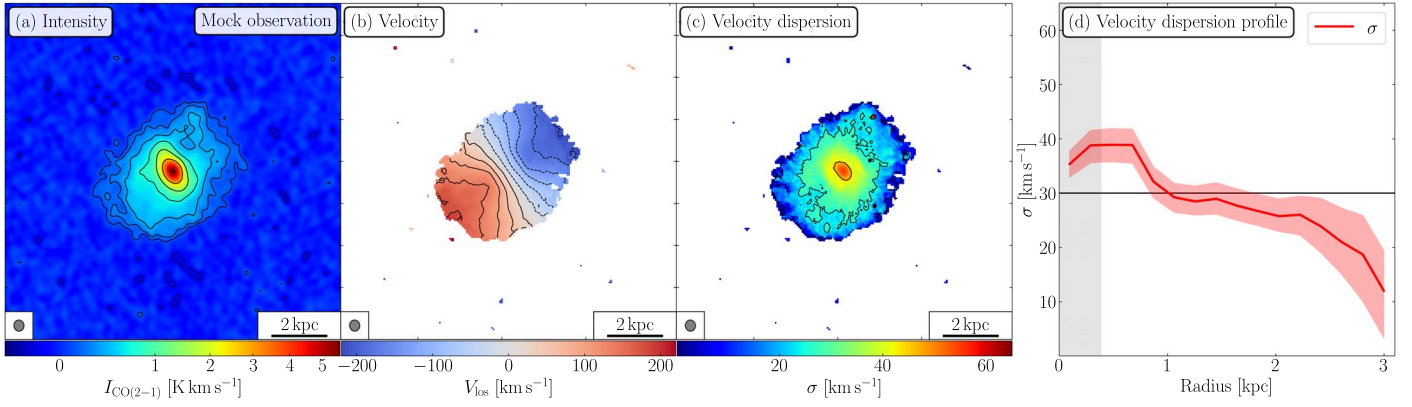 (a) Intensity
Mock observation
2 kpc
0 1 2 3 4 5
I_CO(2−1) [K km s⁻¹]
(b) Velocity
2 kpc
−200 −100 0 100 200
V_los [km s⁻¹]
(c) Velocity dispersion
2 kpc
20 40 60
σ [km s⁻¹]
(d) Velocity dispersion profile
σ
60
50
40
30
20
10
σ [km s⁻¹]
0 1 2 3
Radius [kpc]